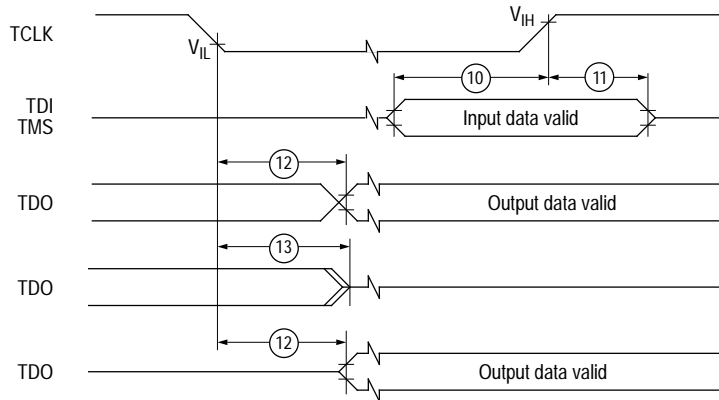 TCLK
VIL
VIH
10
11
TDI
TMS
Input data valid
12
TDO
Output data valid
13
TDO
12
TDO
Output data valid